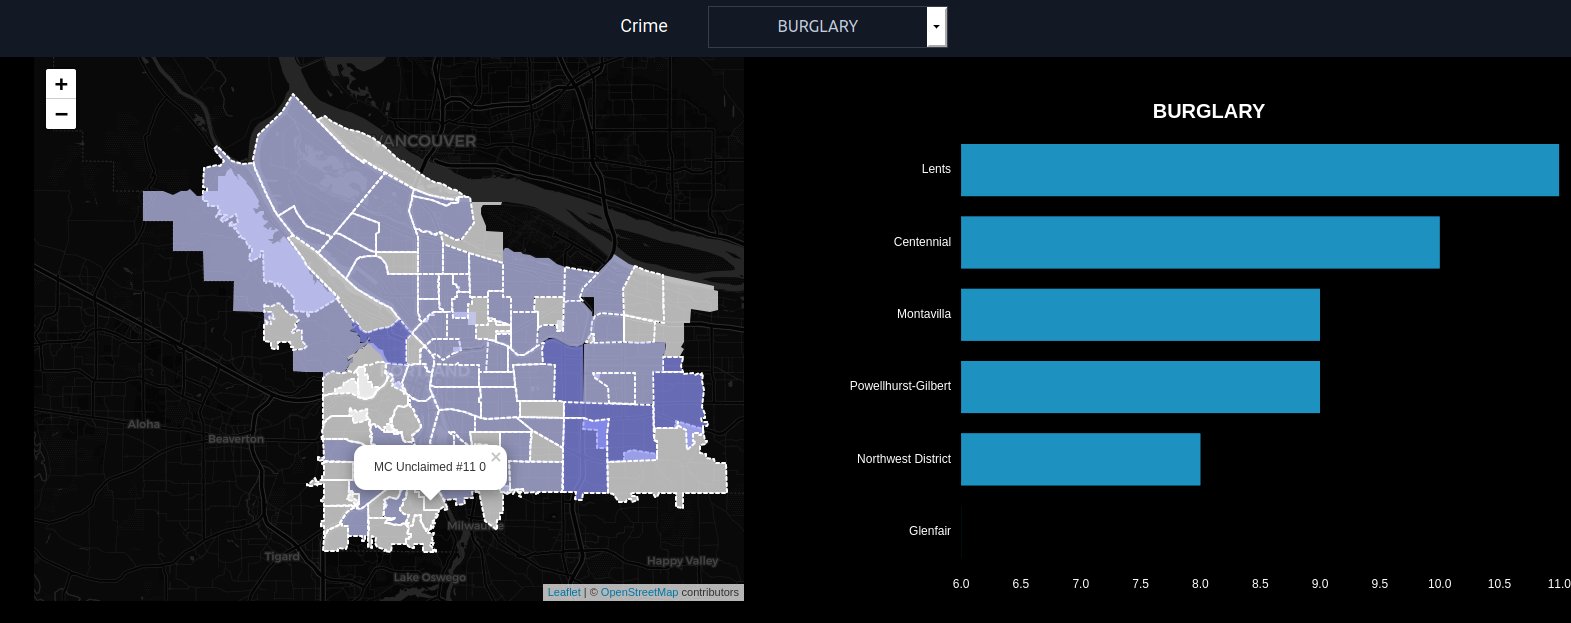 Crime
BURGLARY
+
−
VANCOUVER
PORTLAND
Aloha
Beaverton
MC Unclaimed #11 0
×
Tigard
Lake Oswego
Happy Valley
Leaflet | © OpenStreetMap contributors
BURGLARY
Lents
Centennial
Montavilla
Powellhurst-Gilbert
Northwest District
Glenfair
6.0 6.5 7.0 7.5 8.0 8.5 9.0 9.5 10.0 10.5 11.0